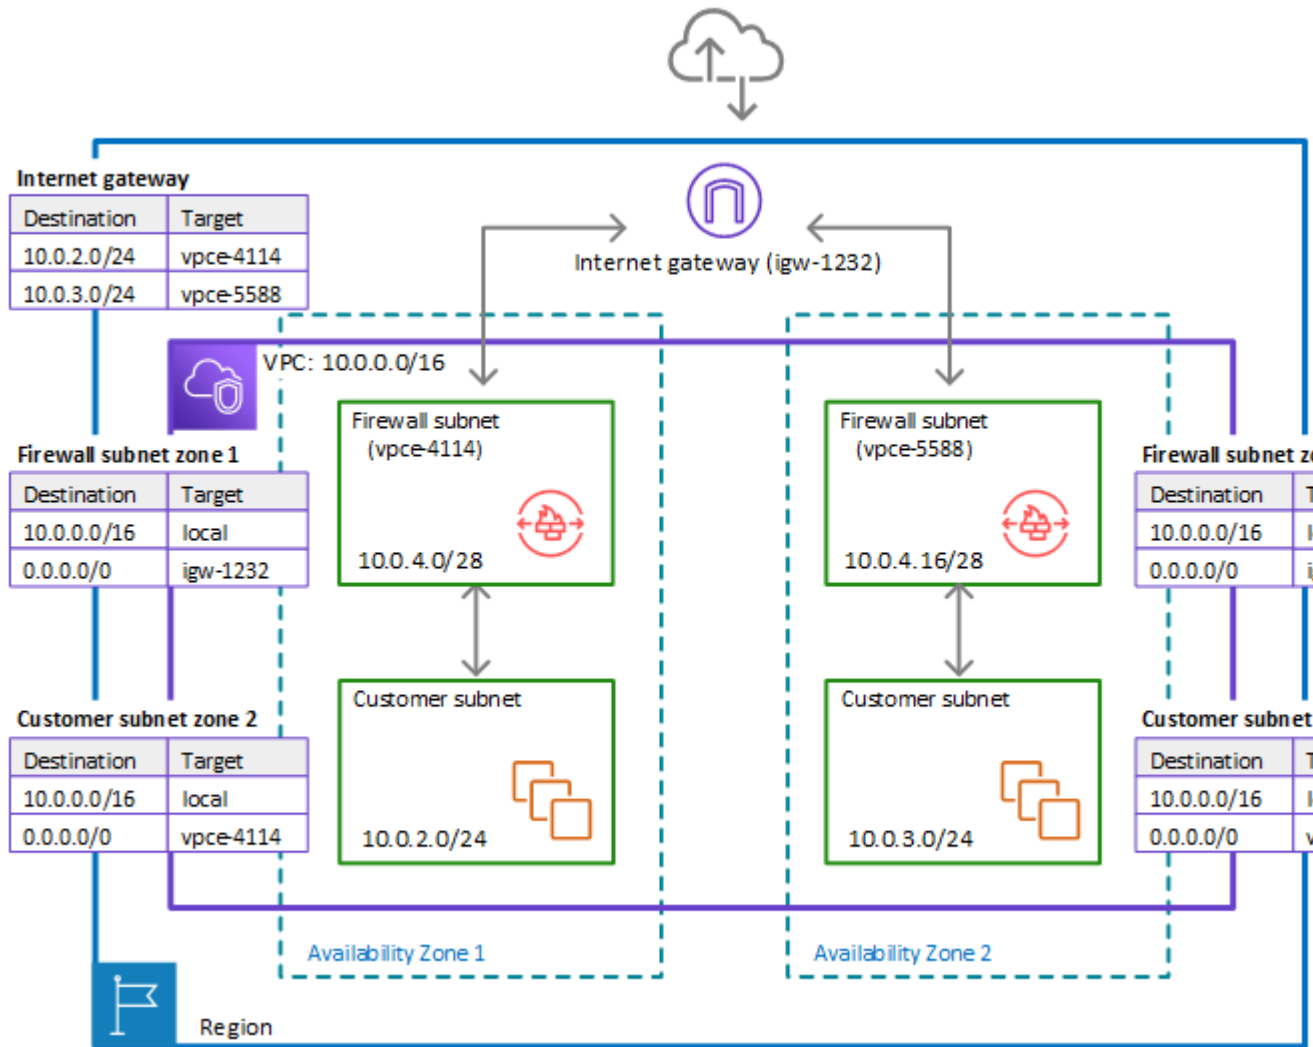 Internet gateway
Destination Target
10.0.2.0/24 vpce-4114
10.0.3.0/24 vpce-5588
Internet gateway (igw-1232)
VPC: 10.0.0.0/16
Firewall subnet
(vpce-4114)
10.0.4.0/28
Firewall subnet
(vpce-5588)
10.0.4.16/28
Firewall subnet zone 1
Destination Target
10.0.0.0/16 local
0.0.0.0/0 igw-1232
Firewall subnet
Destination
10.0.0.0/16
0.0.0.0/0
Customer subnet
10.0.2.0/24
Customer subnet
10.0.3.0/24
Customer subnet zone 2
Destination Target
10.0.0.0/16 local
0.0.0.0/0 vpce-4114
Customer subnet
Destination
10.0.0.0/16
0.0.0.0/0
Availability Zone 1
Availability Zone 2
Region